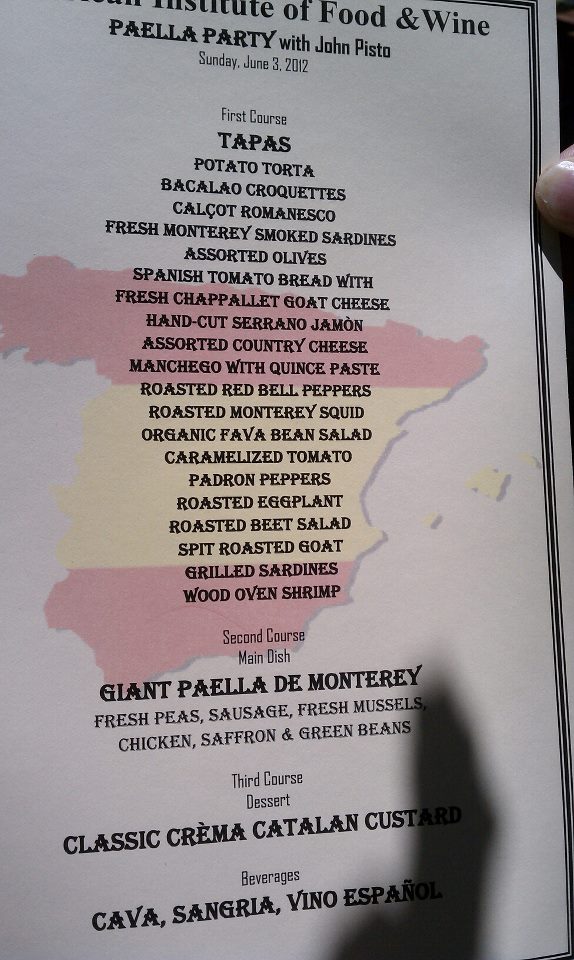 Institute of Food &Wine
PAELLA PARTY with John Pisto
Sunday, June 3, 2012
First Course
TAPAS
POTATO TORTA
BACALAO CROQUETTES
CALÇOT ROMANESCO
FRESH MONTEREY SMOKED SARDINES
ASSORTED OLIVES
SPANISH TOMATO BREAD WITH
FRESH CHAPPALLET GOAT CHEESE
HAND-CUT SERRANO JAMÒN
ASSORTED COUNTRY CHEESE
MANCHEGO WITH QUINCE PASTE
ROASTED RED BELL PEPPERS
ROASTED MONTEREY SQUID
ORGANIC FAVA BEAN SALAD
CARAMELIZED TOMATO
PADRON PEPPERS
ROASTED EGGPLANT
ROASTED BEET SALAD
SPIT ROASTED GOAT
GRILLED SARDINES
WOOD OVEN SHRIMP
Second Course
Main Dish
GIANT PAELLA DE MONTEREY
FRESH PEAS, SAUSAGE, FRESH MUSSELS,
CHICKEN, SAFFRON & GREEN BEANS
Third Course
Dessert
CLASSIC CRÈMA CATALAN CUSTARD
Beverages
CAVA, SANGRIA, VINO ESPAÑOL